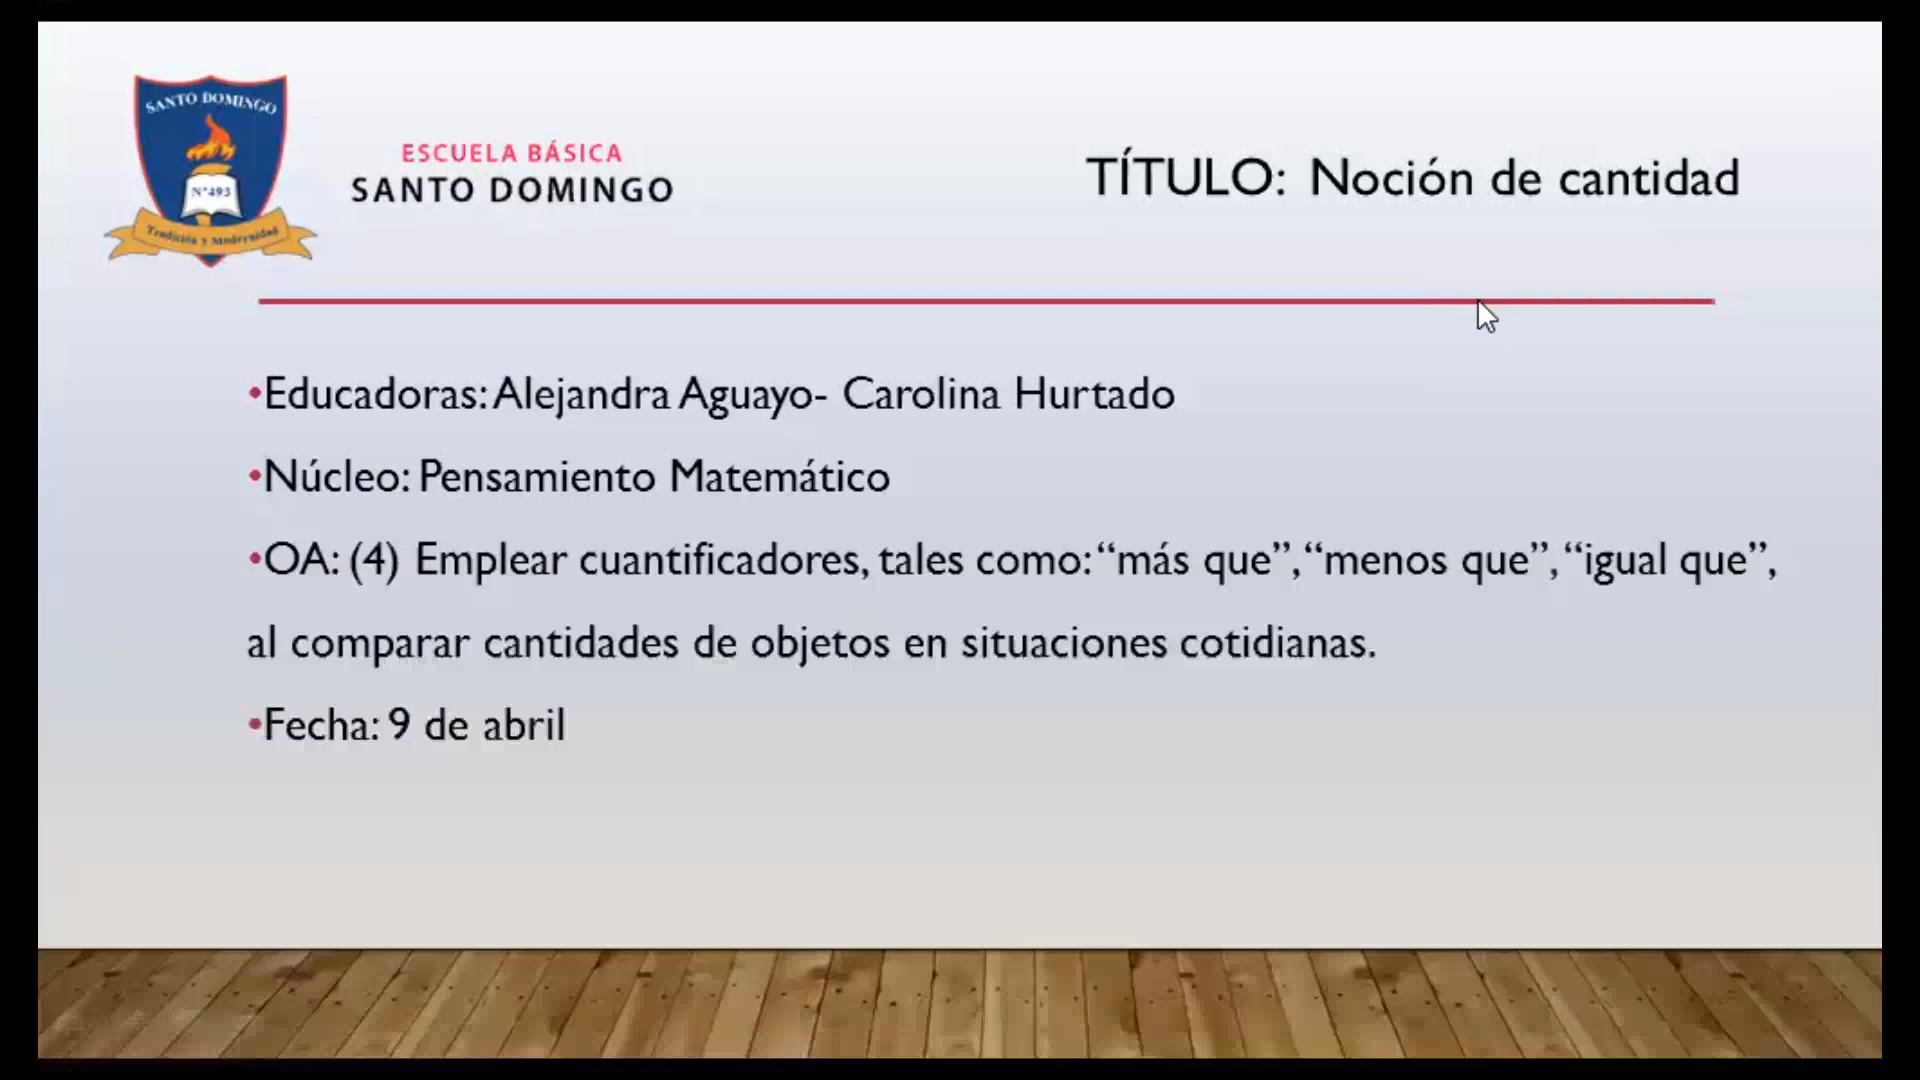 SANTO DOMINGO
N°493
Tradición y Modernidad
ESCUELA BÁSICA
SANTO DOMINGO
TÍTULO: Noción de cantidad
•Educadoras: Alejandra Aguayo- Carolina Hurtado
•Núcleo: Pensamiento Matemático
•OA: (4) Emplear cuantificadores, tales como: “más que”, “menos que”, “igual que”,
al comparar cantidades de objetos en situaciones cotidianas.
•Fecha: 9 de abril